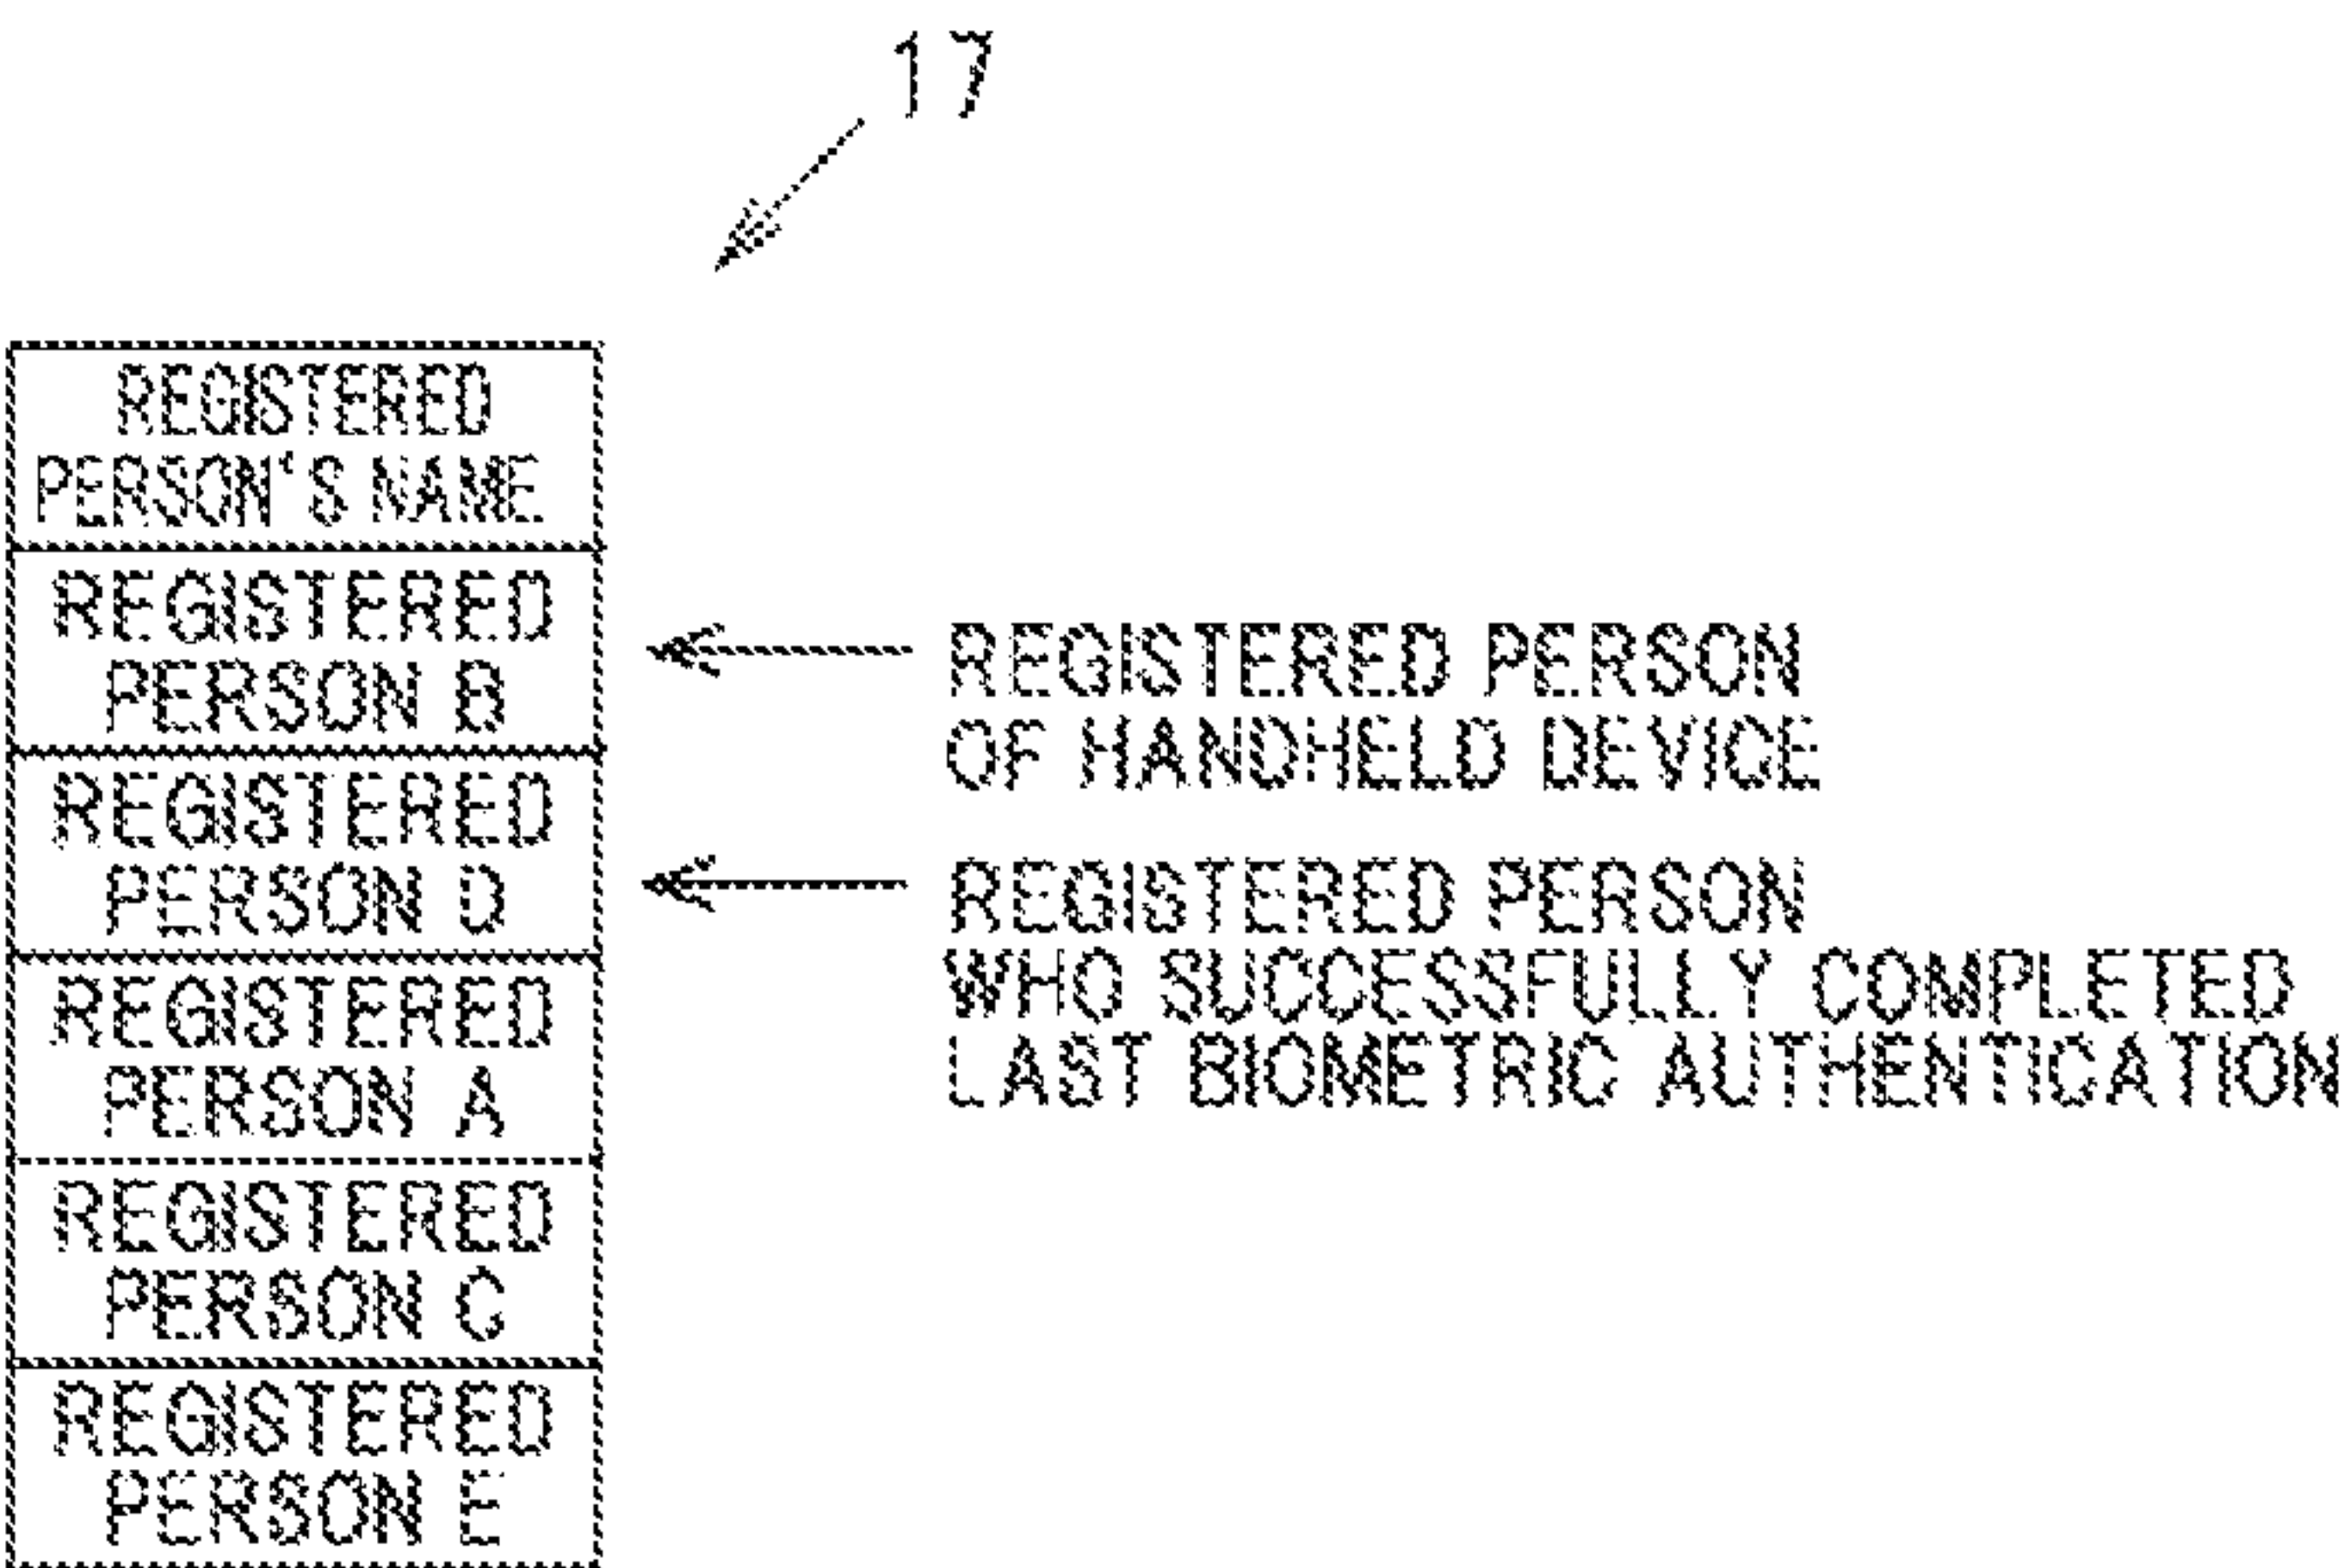 17
REGISTERED
PERSON'S NAME
REGISTERED
PERSON B
REGISTERED PERSON
OF HANDHELD DEVICE
REGISTERED
PERSON D
REGISTERED PERSON
WHO SUCCESSFULLY COMPLETED
LAST BIOMETRIC AUTHENTICATION
REGISTERED
PERSON A
REGISTERED
PERSON C
REGISTERED
PERSON E